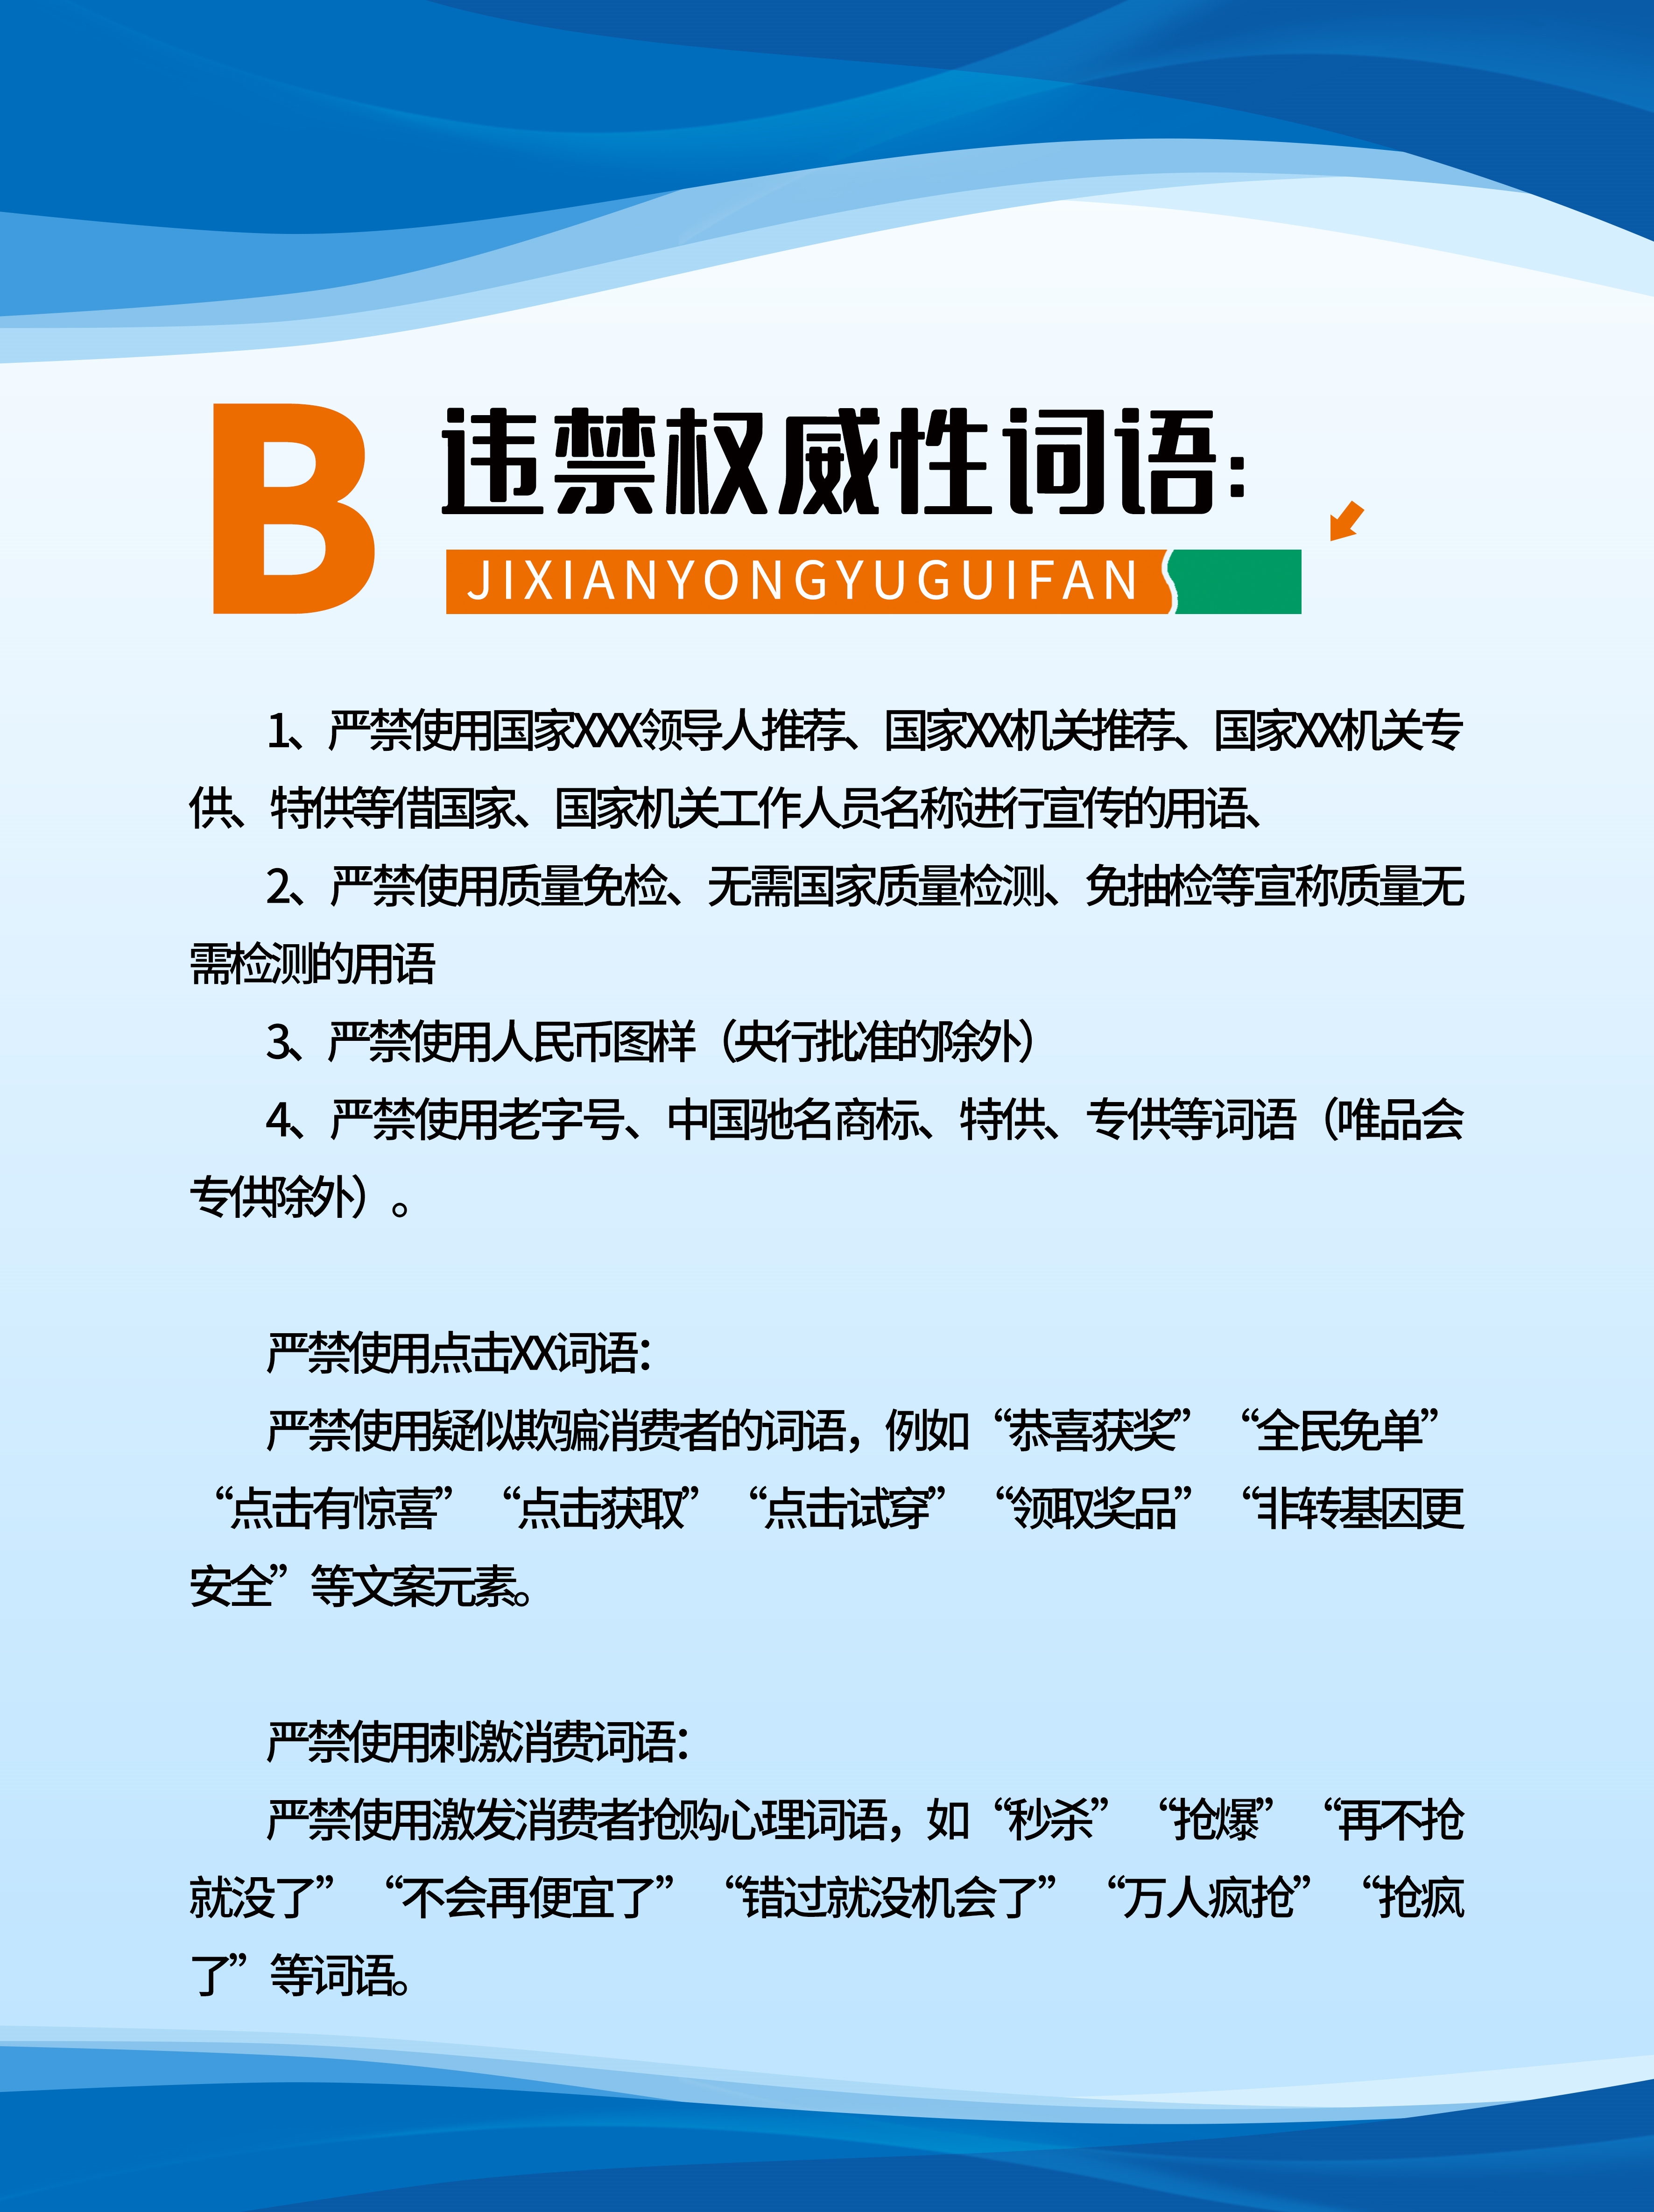 B
违禁权威性词语：
JIXIANYONGYUGUIFAN
1、严禁使用国家XXX领导人推荐、国家XX机关推荐、国家XX机关专
供、特供等借国家、国家机关工作人员名称进行宣传的用语、
2、严禁使用质量免检、无需国家质量检测、免抽检等宣称质量无
需检测的用语
3、严禁使用人民币图样（央行批准的除外）
4、严禁使用老字号、中国驰名商标、特供、专供等词语（唯品会
专供除外）。
严禁使用点击XX词语：
严禁使用疑似欺骗消费者的词语，例如“恭喜获奖”“全民免单”
“点击有惊喜”“点击获取”“点击试穿”“领取奖品”“非转基因更
安全”等文案元素。
严禁使用刺激消费词语：
严禁使用激发消费者抢购心理词语，如“秒杀”“抢爆”“再不抢
就没了”“不会再便宜了”“错过就没机会了”“万人疯抢”“抢疯
了”等词语。